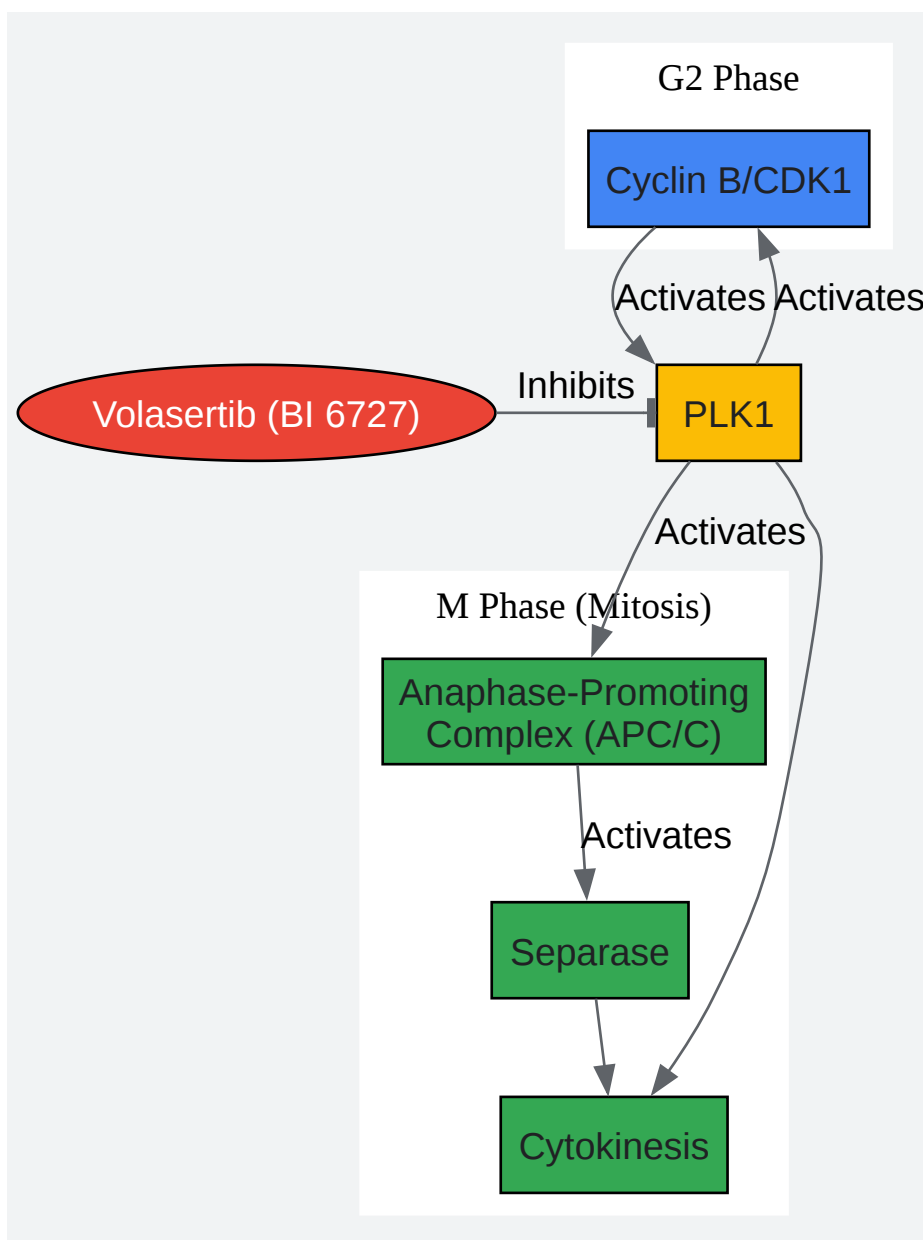 G2 Phase
Cyclin B/CDK1
Activates
Activates
Inhibits
Volasertib (BI 6727)
PLK1
Activates
M Phase (Mitosis)
Anaphase-Promoting
Complex (APC/C)
Activates
Separase
Cytokinesis